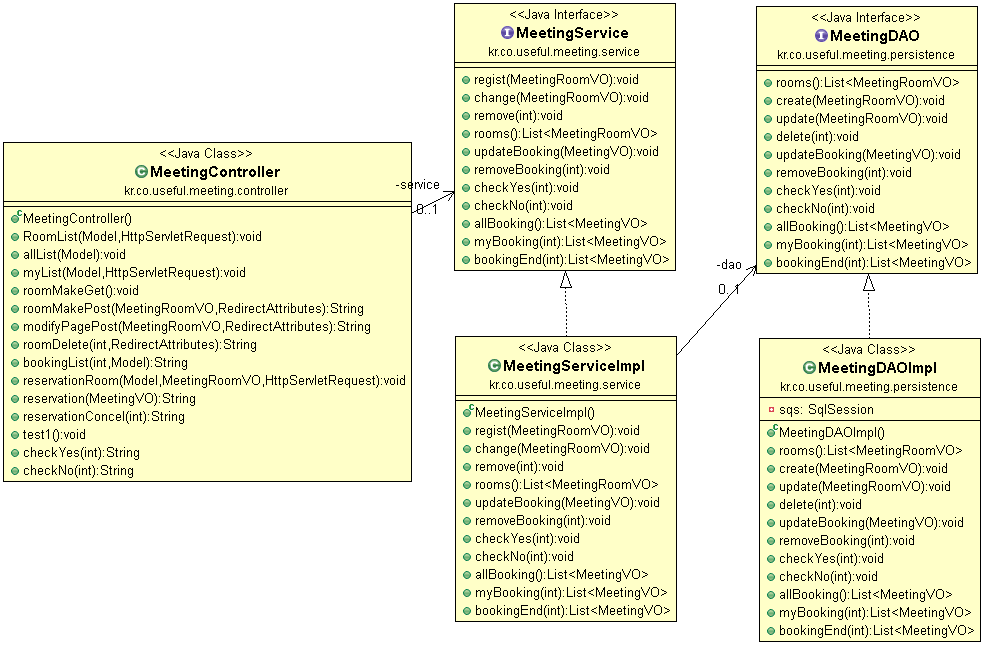 <<Java Class>>
MeetingController
kr.co.useful.meeting.controller
MeetingController()
RoomList(Model,HttpServletRequest):void
allList(Model):void
myList(Model,HttpServletRequest):void
roomMakeGet():void
roomMakePost(MeetingRoomVO,RedirectAttributes):String
modifyPagePost(MeetingRoomVO,RedirectAttributes):String
roomDelete(int,RedirectAttributes):String
bookingList(int,Model):String
reservationRoom(Model,MeetingRoomVO,HttpServletRequest):void
reservation(MeetingVO):String
reservationConcel(int):String
test1():void
checkYes(int):String
checkNo(int):String
-service
0..1
<<Java Interface>>
MeetingService
kr.co.useful.meeting.service
regist(MeetingRoomVO):void
change(MeetingRoomVO):void
remove(int):void
rooms():List<MeetingRoomVO>
updateBooking(MeetingVO):void
removeBooking(int):void
checkYes(int):void
checkNo(int):void
allBooking():List<MeetingVO>
myBooking(int):List<MeetingVO>
bookingEnd(int):List<MeetingVO>
<<Java Class>>
MeetingServiceImpl
kr.co.useful.meeting.service
MeetingServiceImpl()
regist(MeetingRoomVO):void
change(MeetingRoomVO):void
remove(int):void
rooms():List<MeetingRoomVO>
updateBooking(MeetingVO):void
removeBooking(int):void
checkYes(int):void
checkNo(int):void
allBooking():List<MeetingVO>
myBooking(int):List<MeetingVO>
bookingEnd(int):List<MeetingVO>
-dao
0..1
<<Java Interface>>
MeetingDAO
kr.co.useful.meeting.persistence
rooms():List<MeetingRoomVO>
create(MeetingRoomVO):void
update(MeetingRoomVO):void
delete(int):void
updateBooking(MeetingVO):void
removeBooking(int):void
checkYes(int):void
checkNo(int):void
allBooking():List<MeetingVO>
myBooking(int):List<MeetingVO>
bookingEnd(int):List<MeetingVO>
<<Java Class>>
MeetingDAOImpl
kr.co.useful.meeting.persistence
sqs: SqlSession
MeetingDAOImpl()
rooms():List<MeetingRoomVO>
create(MeetingRoomVO):void
update(MeetingRoomVO):void
delete(int):void
updateBooking(MeetingVO):void
removeBooking(int):void
checkYes(int):void
checkNo(int):void
allBooking():List<MeetingVO>
myBooking(int):List<MeetingVO>
bookingEnd(int):List<MeetingVO>